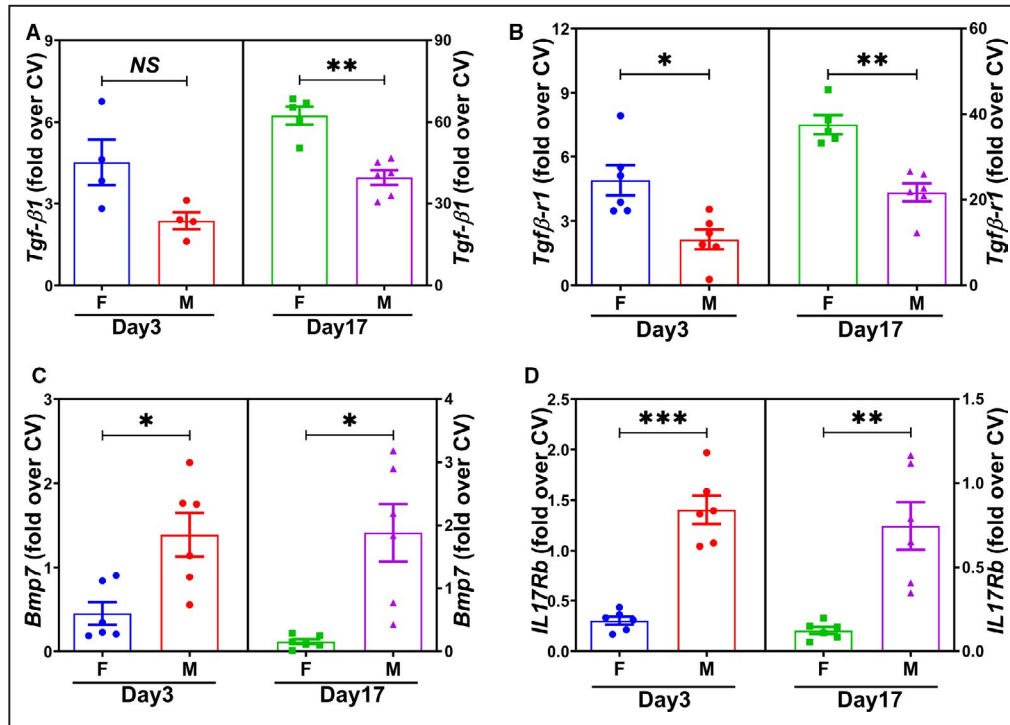 A
Tgf-β1 (fold over CV)
9
6
3
0
NS
**
90
60
30
0
Tgf-β1 (fold over CV)
F M F M
Day3 Day17
B
Tgfβ-r1 (fold over CV)
12
9
6
3
0
*
**
60
40
20
0
Tgfβ-r1 (fold over CV)
F M F M
Day3 Day17
C
Bmp7 (fold over CV)
3
2
1
0
*
*
4
3
2
1
0
Bmp7 (fold over CV)
F M F M
Day3 Day17
D
IL17Rb (fold over CV)
2.5
2.0
1.5
1.0
0.5
0.0
***
**
1.5
1.0
0.5
0.0
IL17Rb (fold over CV)
F M F M
Day3 Day17